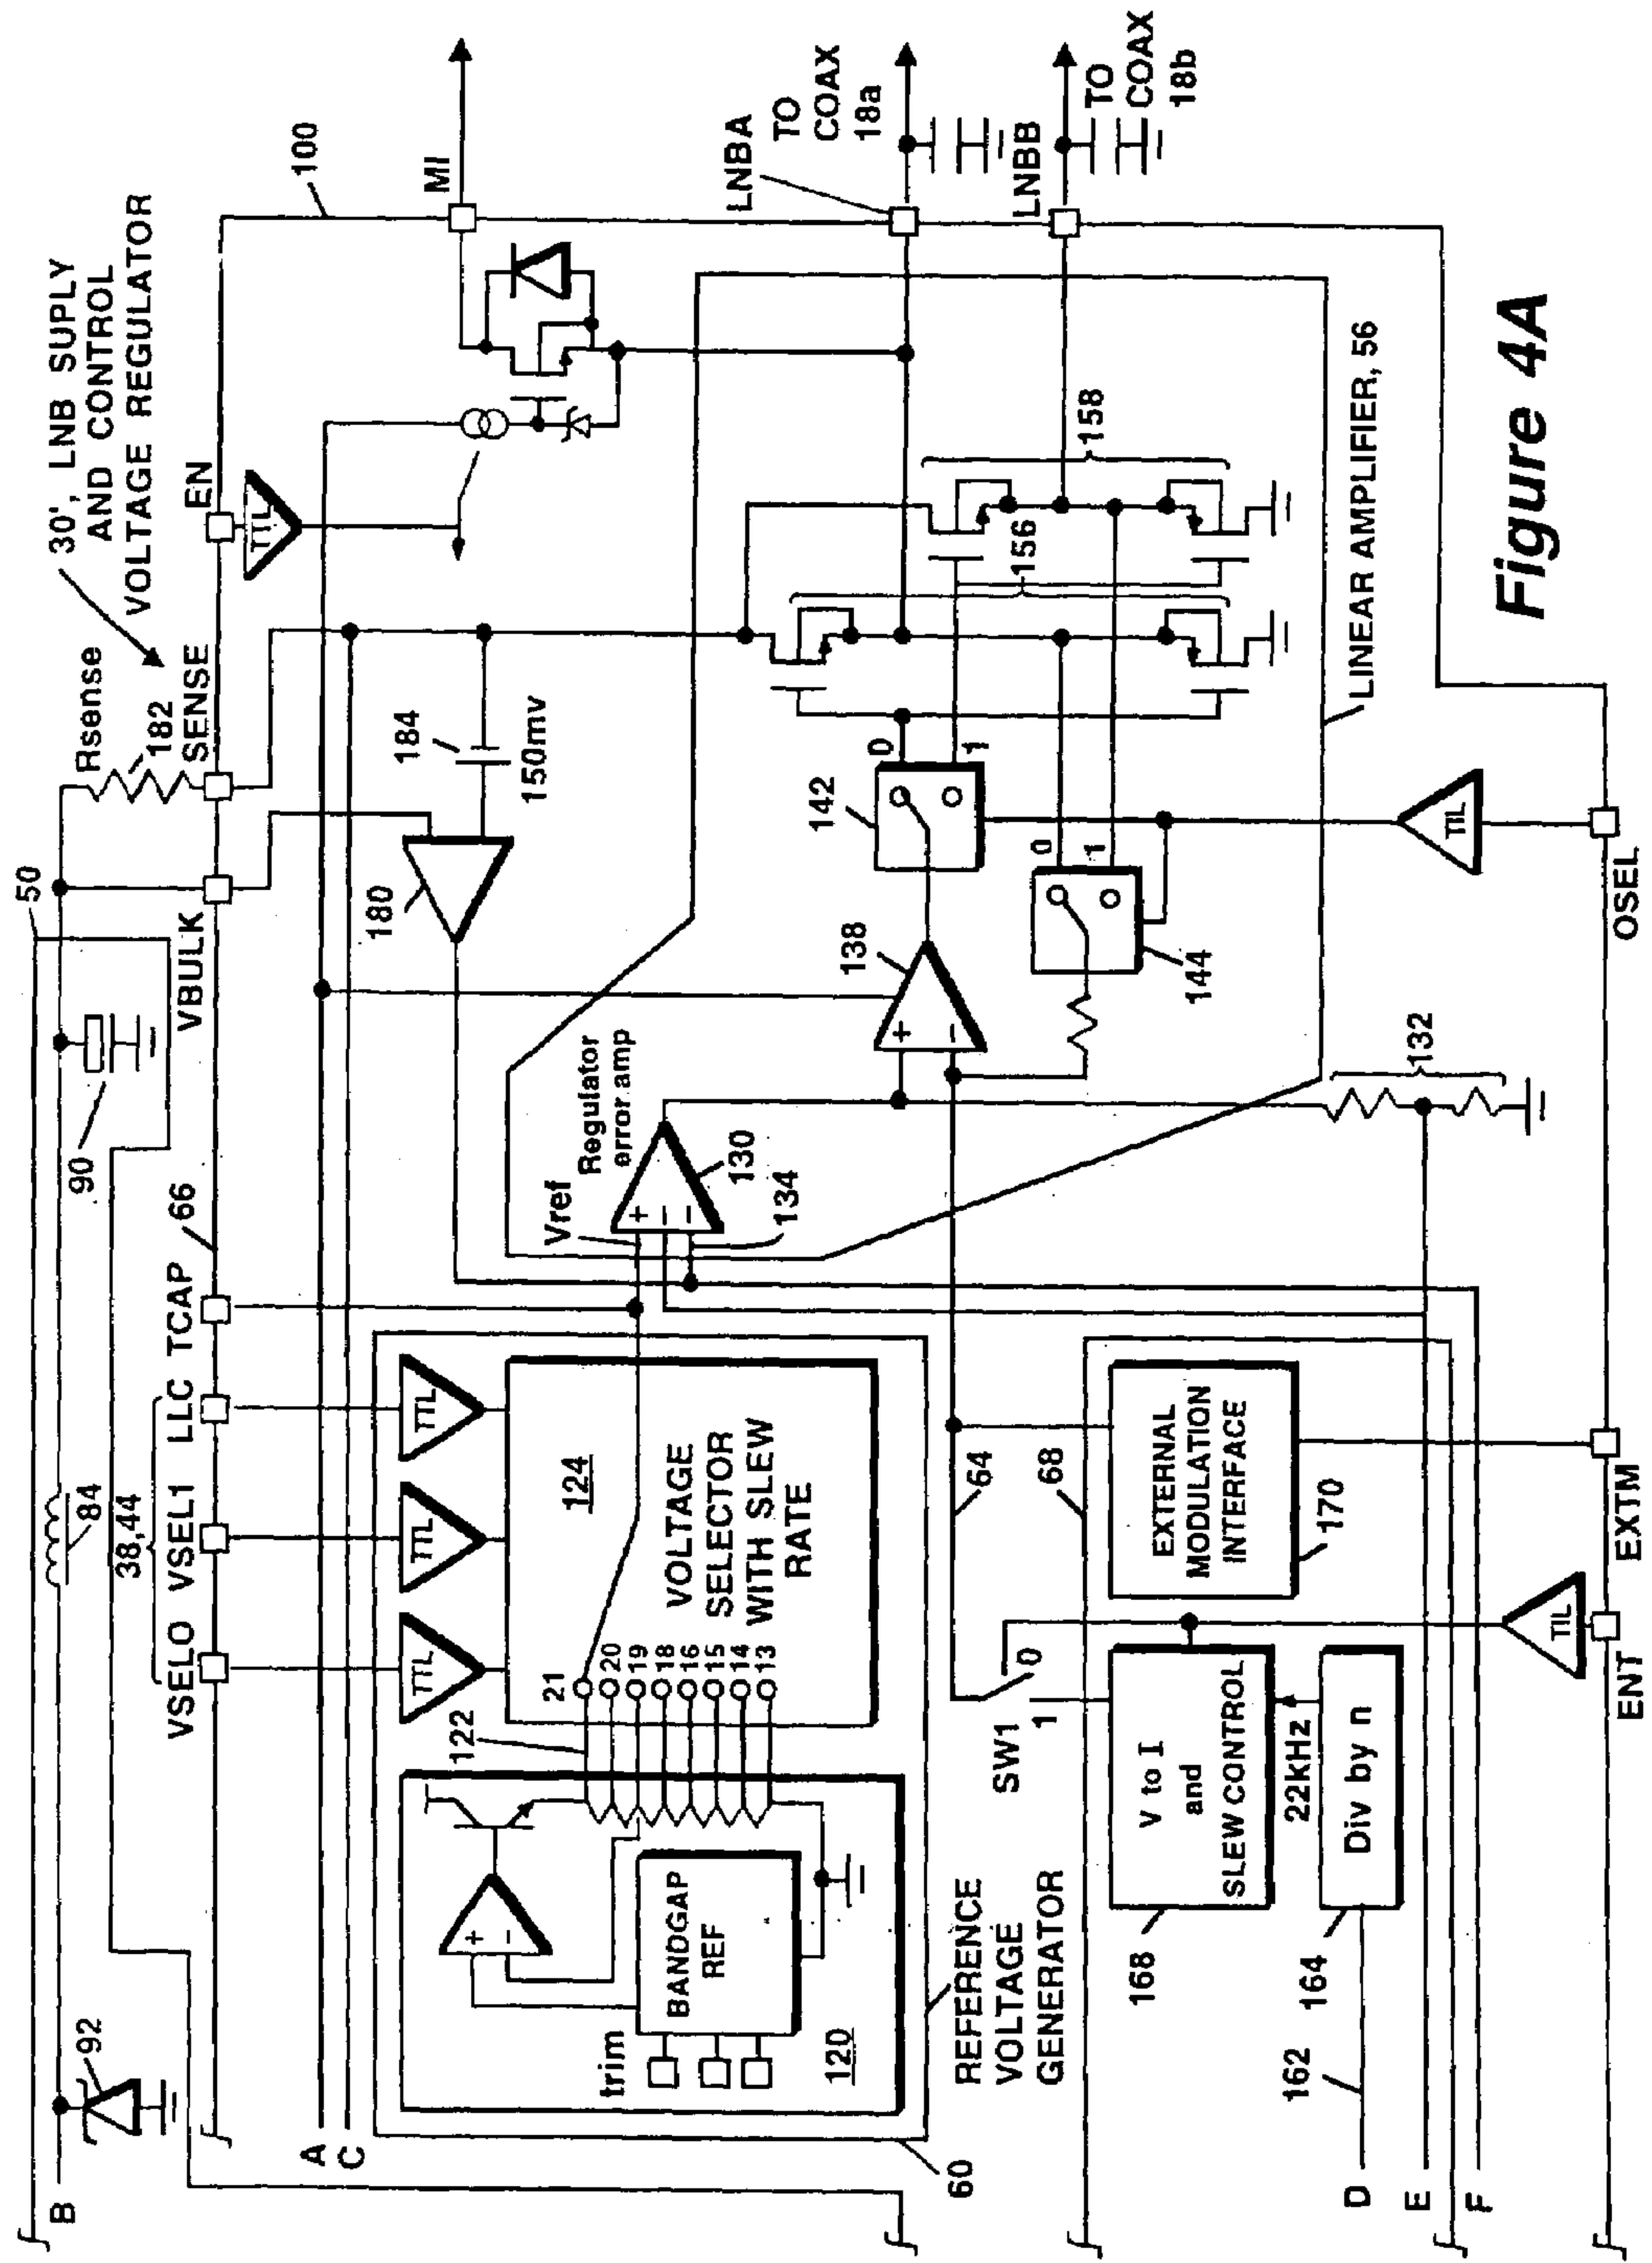 30', LNB SUPPLY
AND CONTROL
VOLTAGE REGULATOR
50
B
92
84
90
Rsense
182
VSELO
VSEL1
LLC
38,44
TCAP
66
VBULK
SENSE
EN
100
TTL
TTL
TTL
TTL
A
C
180
184
150mv
MI
LNBA
TO
COAX
18a
LNBB
TO
COAX
18b
trim
BANDGAP
REF
120
+
−
122
21
20
19
18
16
15
14
13
124
VOLTAGE
SELECTOR
WITH SLEW
RATE
Vref
Regulator
error amp
+
−
−
130
134
138
+
−
142
0
1
144
0
1
156
158
60
REFERENCE
VOLTAGE
GENERATOR
SW1
1
0
64
68
V to I
and
SLEW CONTROL
168
22kHz
Div by n
164
162
EXTERNAL
MODULATION
INTERFACE
170
132
LINEAR AMPLIFIER, 56
D
E
F
TIL
TIL
ENT
EXTM
OSEL
Figure 4A